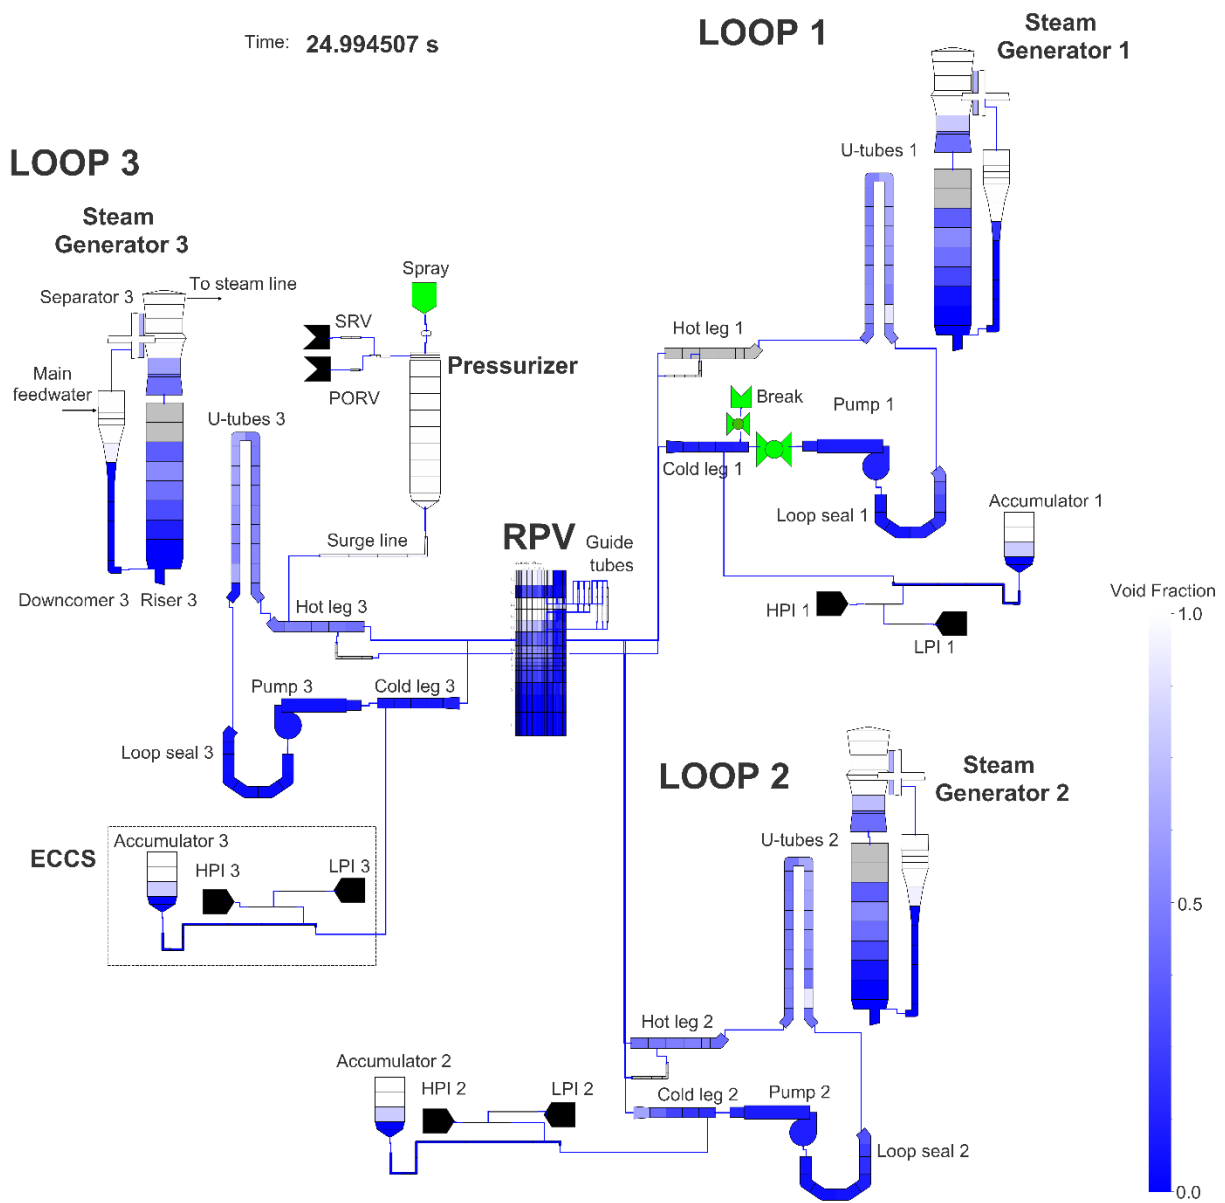 Time: 24.994507 s
LOOP 1
Steam
Generator 1
U-tubes 1
LOOP 3
Steam
Generator 3
Separator 3
To steam line
Spray
SRV
PORV
Pressurizer
Main
feedwater
U-tubes 3
Hot leg 1
Break
Pump 1
Cold leg 1
Loop seal 1
Accumulator 1
Surge line
RPV
Guide
tubes
Downcomer 3
Riser 3
Hot leg 3
HPI 1
LPI 1
Void Fraction
1.0
0.5
0.0
Pump 3
Cold leg 3
Loop seal 3
LOOP 2
Steam
Generator 2
U-tubes 2
ECCS
Accumulator 3
HPI 3
LPI 3
Hot leg 2
Accumulator 2
HPI 2
LPI 2
Cold leg 2
Pump 2
Loop seal 2